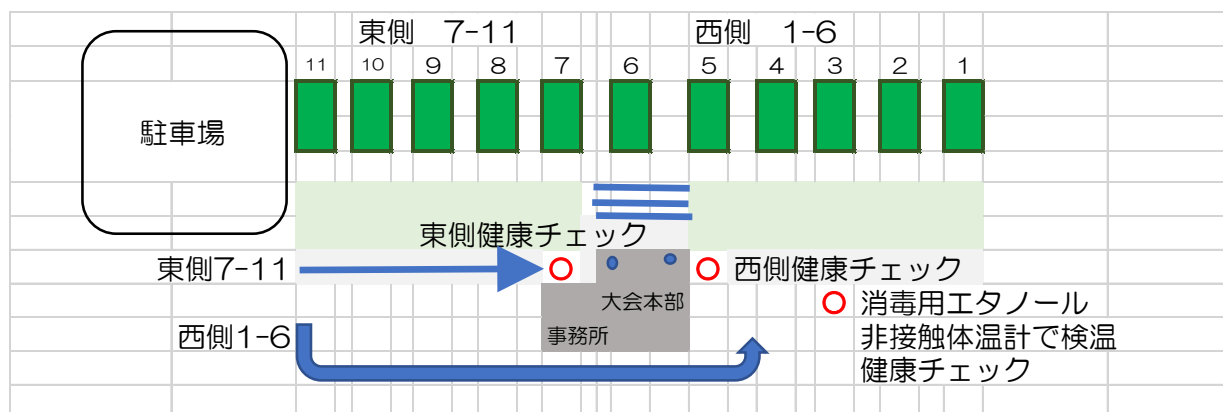 東側 7-11
西側 1-6
11 10 9 8 7 6 5 4 3 2 1
駐車場
東側健康チェック
東側7-11
西側健康チェック
大会本部
消毒用エタノール
西側1-6
事務所
非接触体温計で検温
健康チェック